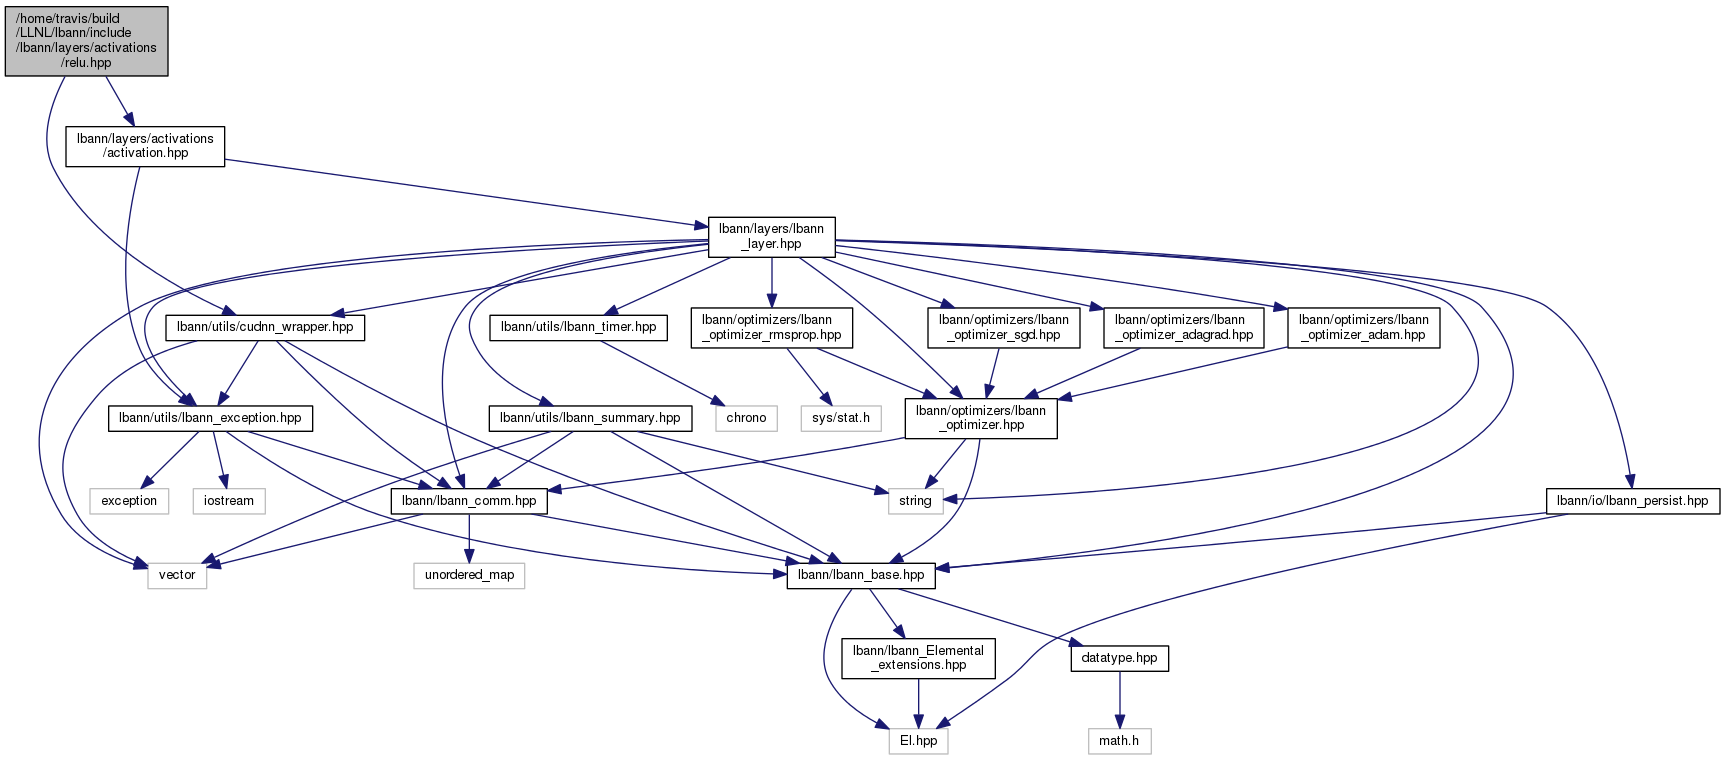 /home/travis/build
/LLNL/lbann/include
/lbann/layers/activations
/relu.hpp
lbann/layers/activations
/activation.hpp
lbann/layers/lbann
_layer.hpp
lbann/utils/cudnn_wrapper.hpp
lbann/utils/lbann_timer.hpp
lbann/optimizers/lbann
_optimizer_rmsprop.hpp
lbann/optimizers/lbann
_optimizer_sgd.hpp
lbann/optimizers/lbann
_optimizer_adagrad.hpp
lbann/optimizers/lbann
_optimizer_adam.hpp
lbann/utils/lbann_exception.hpp
lbann/utils/lbann_summary.hpp
chrono
sys/stat.h
lbann/optimizers/lbann
_optimizer.hpp
exception
iostream
lbann/lbann_comm.hpp
string
lbann/io/lbann_persist.hpp
vector
unordered_map
lbann/lbann_base.hpp
lbann/lbann_Elemental
_extensions.hpp
datatype.hpp
El.hpp
math.h